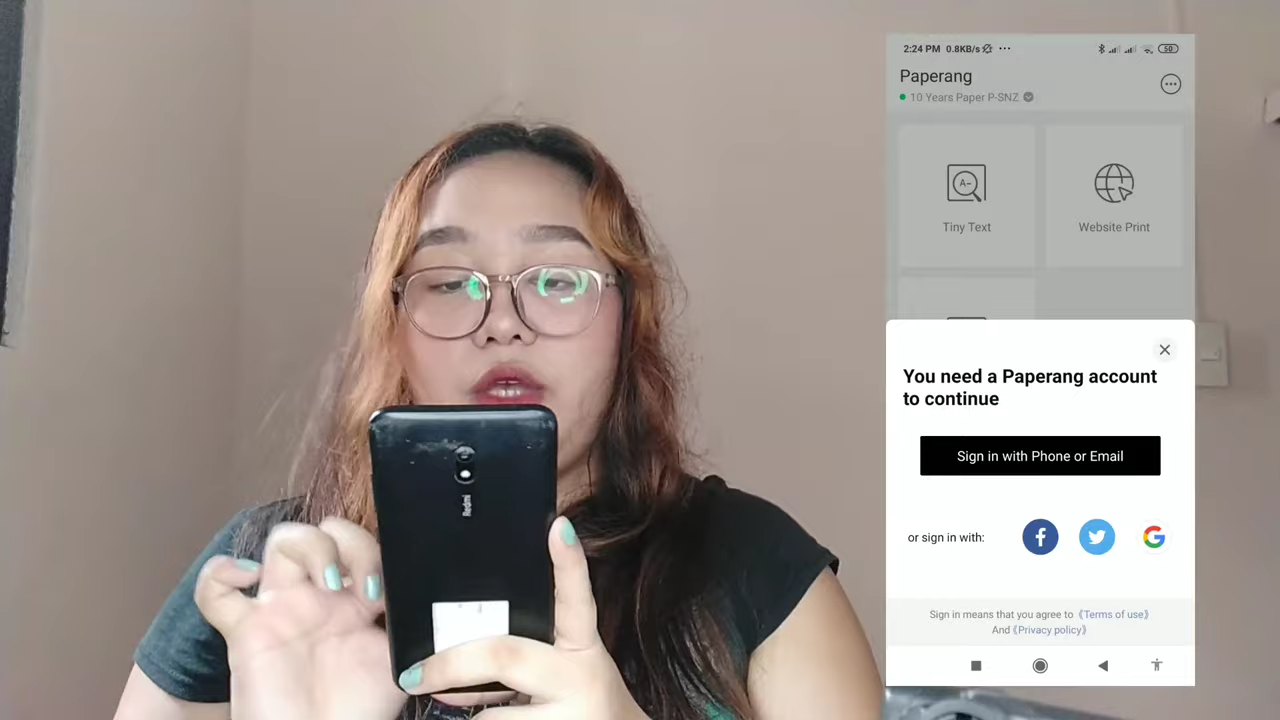 2:24 PM 0.8KB/s ...
50
Paperang
10 Years Paper P-SNZ
A-
Tiny Text
Website Print
You need a Paperang account
to continue
Sign in with Phone or Email
or sign in with:
Sign in means that you agree to 《Terms of use》
And 《Privacy policy》
Redmi